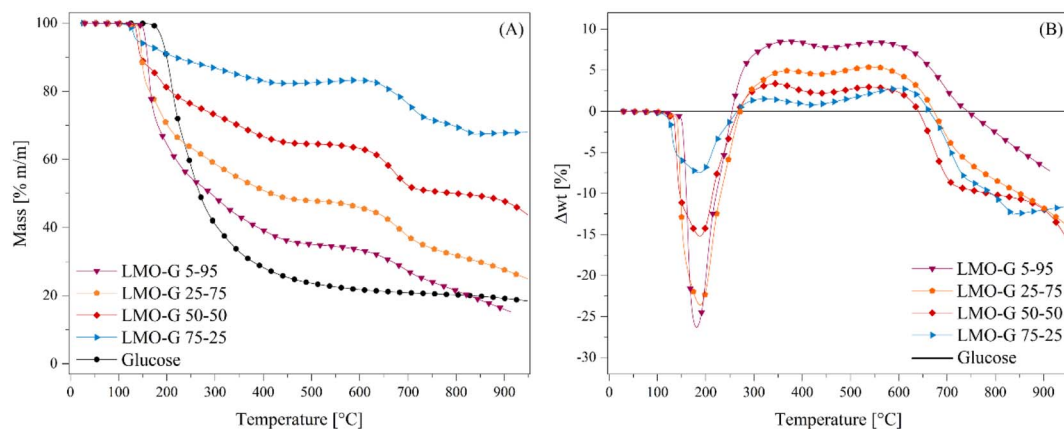 (A)
100
80
60
40
20
0
Mass [% m/m]
LMO-G 5-95
LMO-G 25-75
LMO-G 50-50
LMO-G 75-25
Glucose
0 100 200 300 400 500 600 700 800 900
Temperature [°C]
(B)
10
5
0
-5
-10
-15
-20
-25
-30
Δwt [%]
LMO-G 5-95
LMO-G 25-75
LMO-G 50-50
LMO-G 75-25
Glucose
0 100 200 300 400 500 600 700 800 900
Temperature [°C]